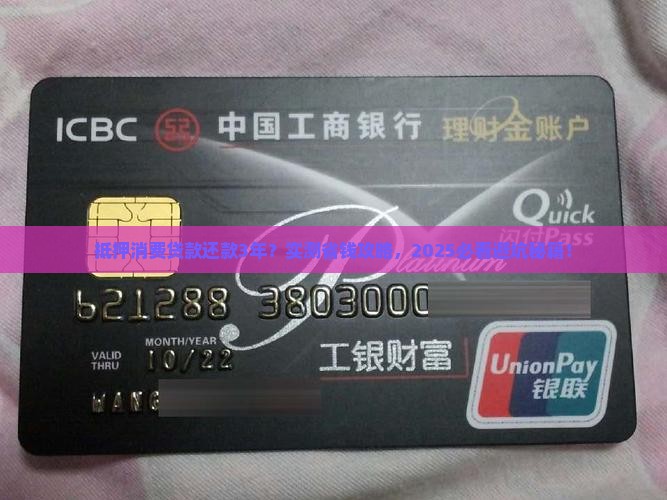 ICBC 中国工商银行 理财金账户
Quick
闪付Pass
抵押消费贷款还款3年？实测省钱攻略，2025必看避坑秘籍！
Platinum
621288 3803000
MONTH/YEAR
VALID THRU 10/22
工银财富
UnionPay
银联
WANG